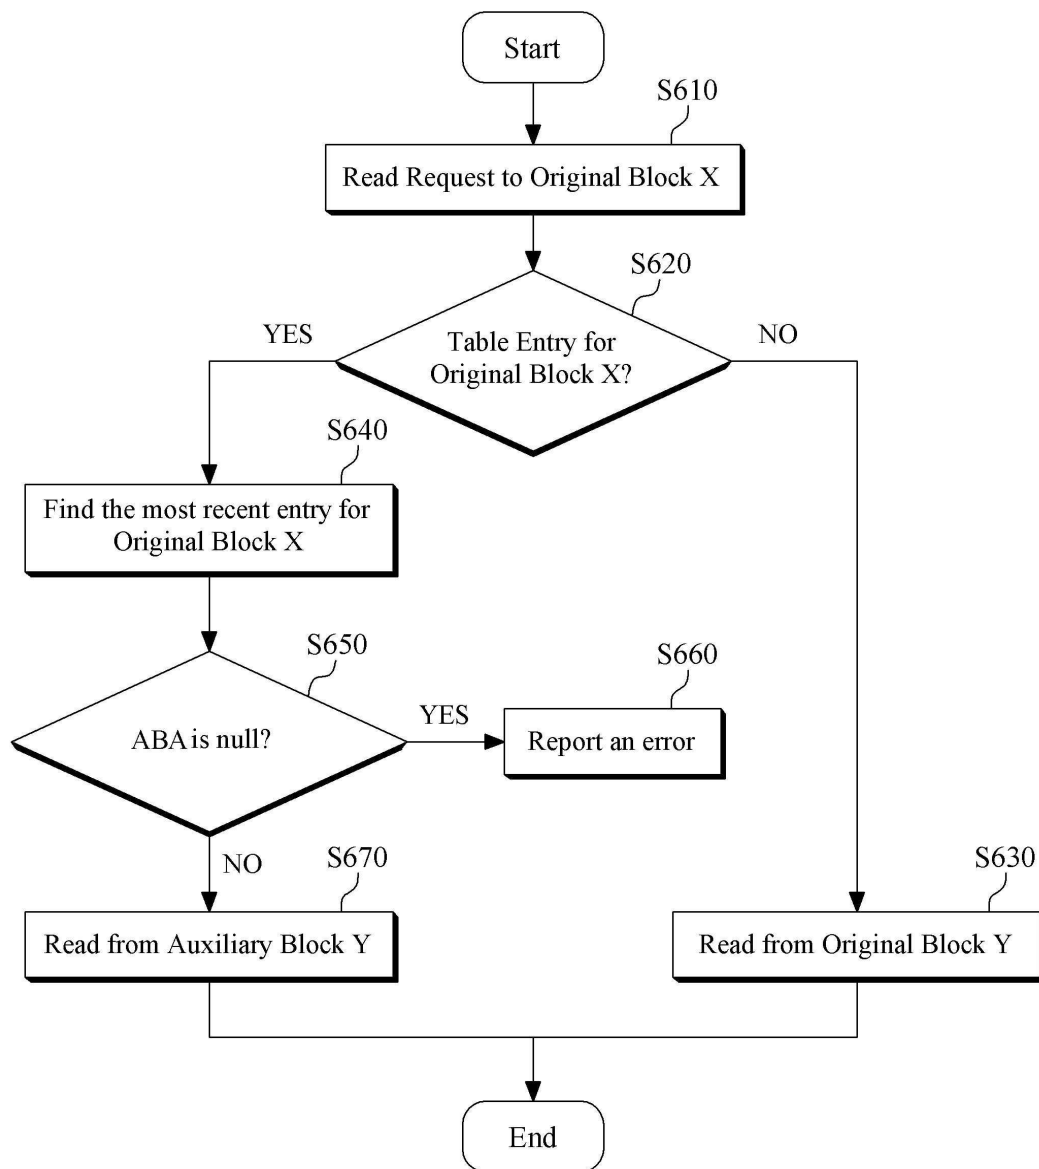 Start
S610
Read Request to Original Block X
S620
YES
NO
Table Entry for
Original Block X?
S640
Find the most recent entry for
Original Block X
S650
S660
ABA is null?
YES
Report an error
NO
S670
S630
Read from Auxiliary Block Y
Read from Original Block Y
End